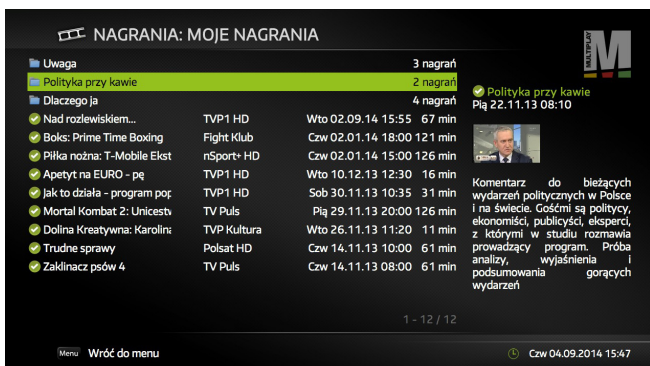 NAGRANIA: MOJE NAGRANIA
MULTIPLAY
M
Uwaga 3 nagrań
Polityka przy kawie 2 nagrań
Dlaczego ja 4 nagrań
Nad rozlewiskiem... TVP1 HD Wto 02.09.14 15:55 67 min
Boks: Prime Time Boxing Fight Klub Czw 02.01.14 18:00 121 min
Piłka nożna: T-Mobile Ekst nSport+ HD Czw 02.01.14 15:00 126 min
Apetyt na EURO - pę TVP1 HD Wto 10.12.13 12:30 16 min
Jak to działa - program pop TVP1 HD Sob 30.11.13 10:35 31 min
Mortal Kombat 2: Unicestw TV Puls Pią 29.11.13 20:00 126 min
Dolina Kreatywna: Karolina TVP Kultura Wto 26.11.13 11:20 11 min
Trudne sprawy Polsat HD Czw 14.11.13 10:00 61 min
Zaklinacz psów 4 TV Puls Czw 14.11.13 08:00 61 min
1 - 12 / 12
Polityka przy kawie
Pią 22.11.13 08:10
Komentarz do bieżących
wydarzeń politycznych w Polsce
i na świecie. Gośćmi są politycy,
ekonomiści, publicyści, eksperci,
z którymi w studiu rozmawia
prowadzący program. Próba
analizy, wyjaśnienia i
podsumowania gorących
wydarzeń
Menu Wróć do menu
Czw 04.09.2014 15:47